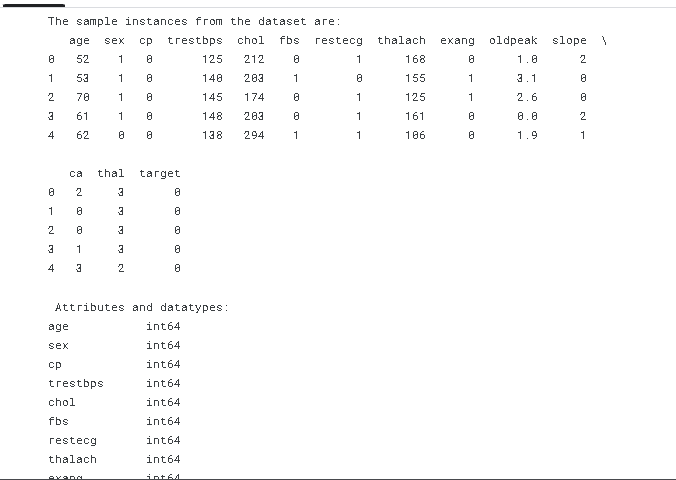 The sample instances from the dataset are:
age sex cp trestbps chol fbs restecg thalach exang oldpeak slope \
0 52 1 0 125 212 0 1 168 0 1.0 2
1 53 1 0 140 203 1 0 155 1 3.1 0
2 70 1 0 145 174 0 1 125 1 2.6 0
3 61 1 0 148 203 0 1 161 0 0.0 2
4 62 0 0 138 294 1 1 106 0 1.9 1
ca thal target
0 2 3 0
1 0 3 0
2 0 3 0
3 1 3 0
4 3 2 0
Attributes and datatypes:
age int64
sex int64
cp int64
trestbps int64
chol int64
fbs int64
restecg int64
thalach int64
exang int64